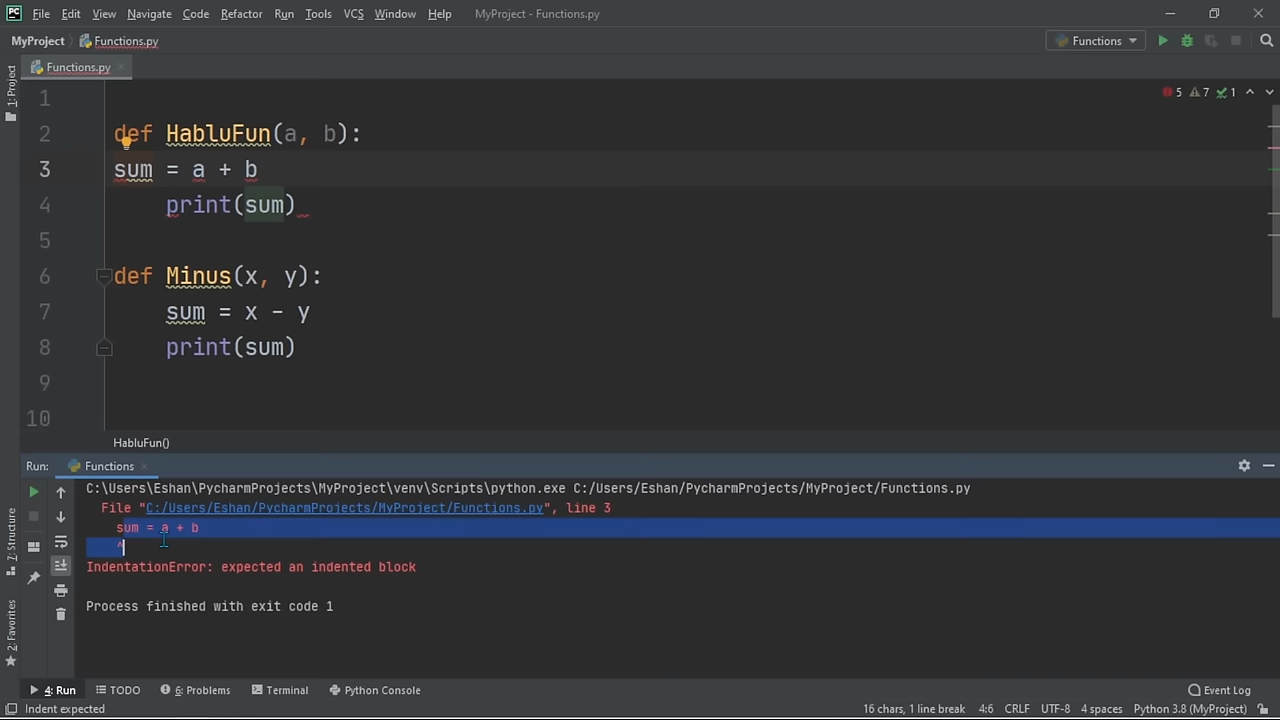 PC File Edit View Navigate Code Refactor Run Tools VCS Window Help MyProject - Functions.py
MyProject Functions.py Functions
Functions.py
1: Project
5 7 1
1
2 def HabluFun(a, b):
3 sum = a + b
4 print(sum)
5
6 def Minus(x, y):
7 sum = x - y
8 print(sum)
9
10
HabluFun()
Run: Functions
C:\Users\Eshan\PycharmProjects\MyProject\venv\Scripts\python.exe C:/Users/Eshan/PycharmProjects/MyProject/Functions.py
File "C:/Users/Eshan/PycharmProjects/MyProject/Functions.py", line 3
sum = a + b
^
IndentationError: expected an indented block
Process finished with exit code 1
7: Structure
2: Favorites
4: Run TODO 6: Problems Terminal Python Console Event Log
Indent expected 16 chars, 1 line break 4:6 CRLF UTF-8 4 spaces Python 3.8 (MyProject)